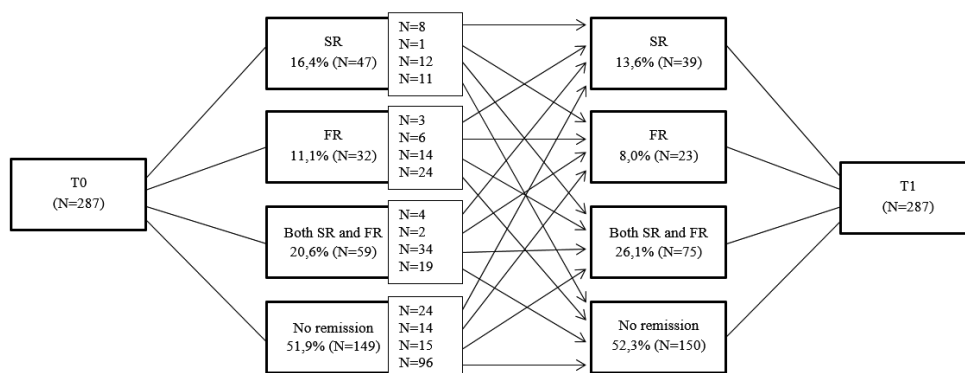 T0
(N=287)
SR
16,4% (N=47)
N=8
N=1
N=12
N=11
FR
11,1% (N=32)
N=3
N=6
N=14
N=24
Both SR and FR
20,6% (N=59)
N=4
N=2
N=34
N=19
No remission
51,9% (N=149)
N=24
N=14
N=15
N=96
SR
13,6% (N=39)
FR
8,0% (N=23)
Both SR and FR
26,1% (N=75)
No remission
52,3% (N=150)
T1
(N=287)